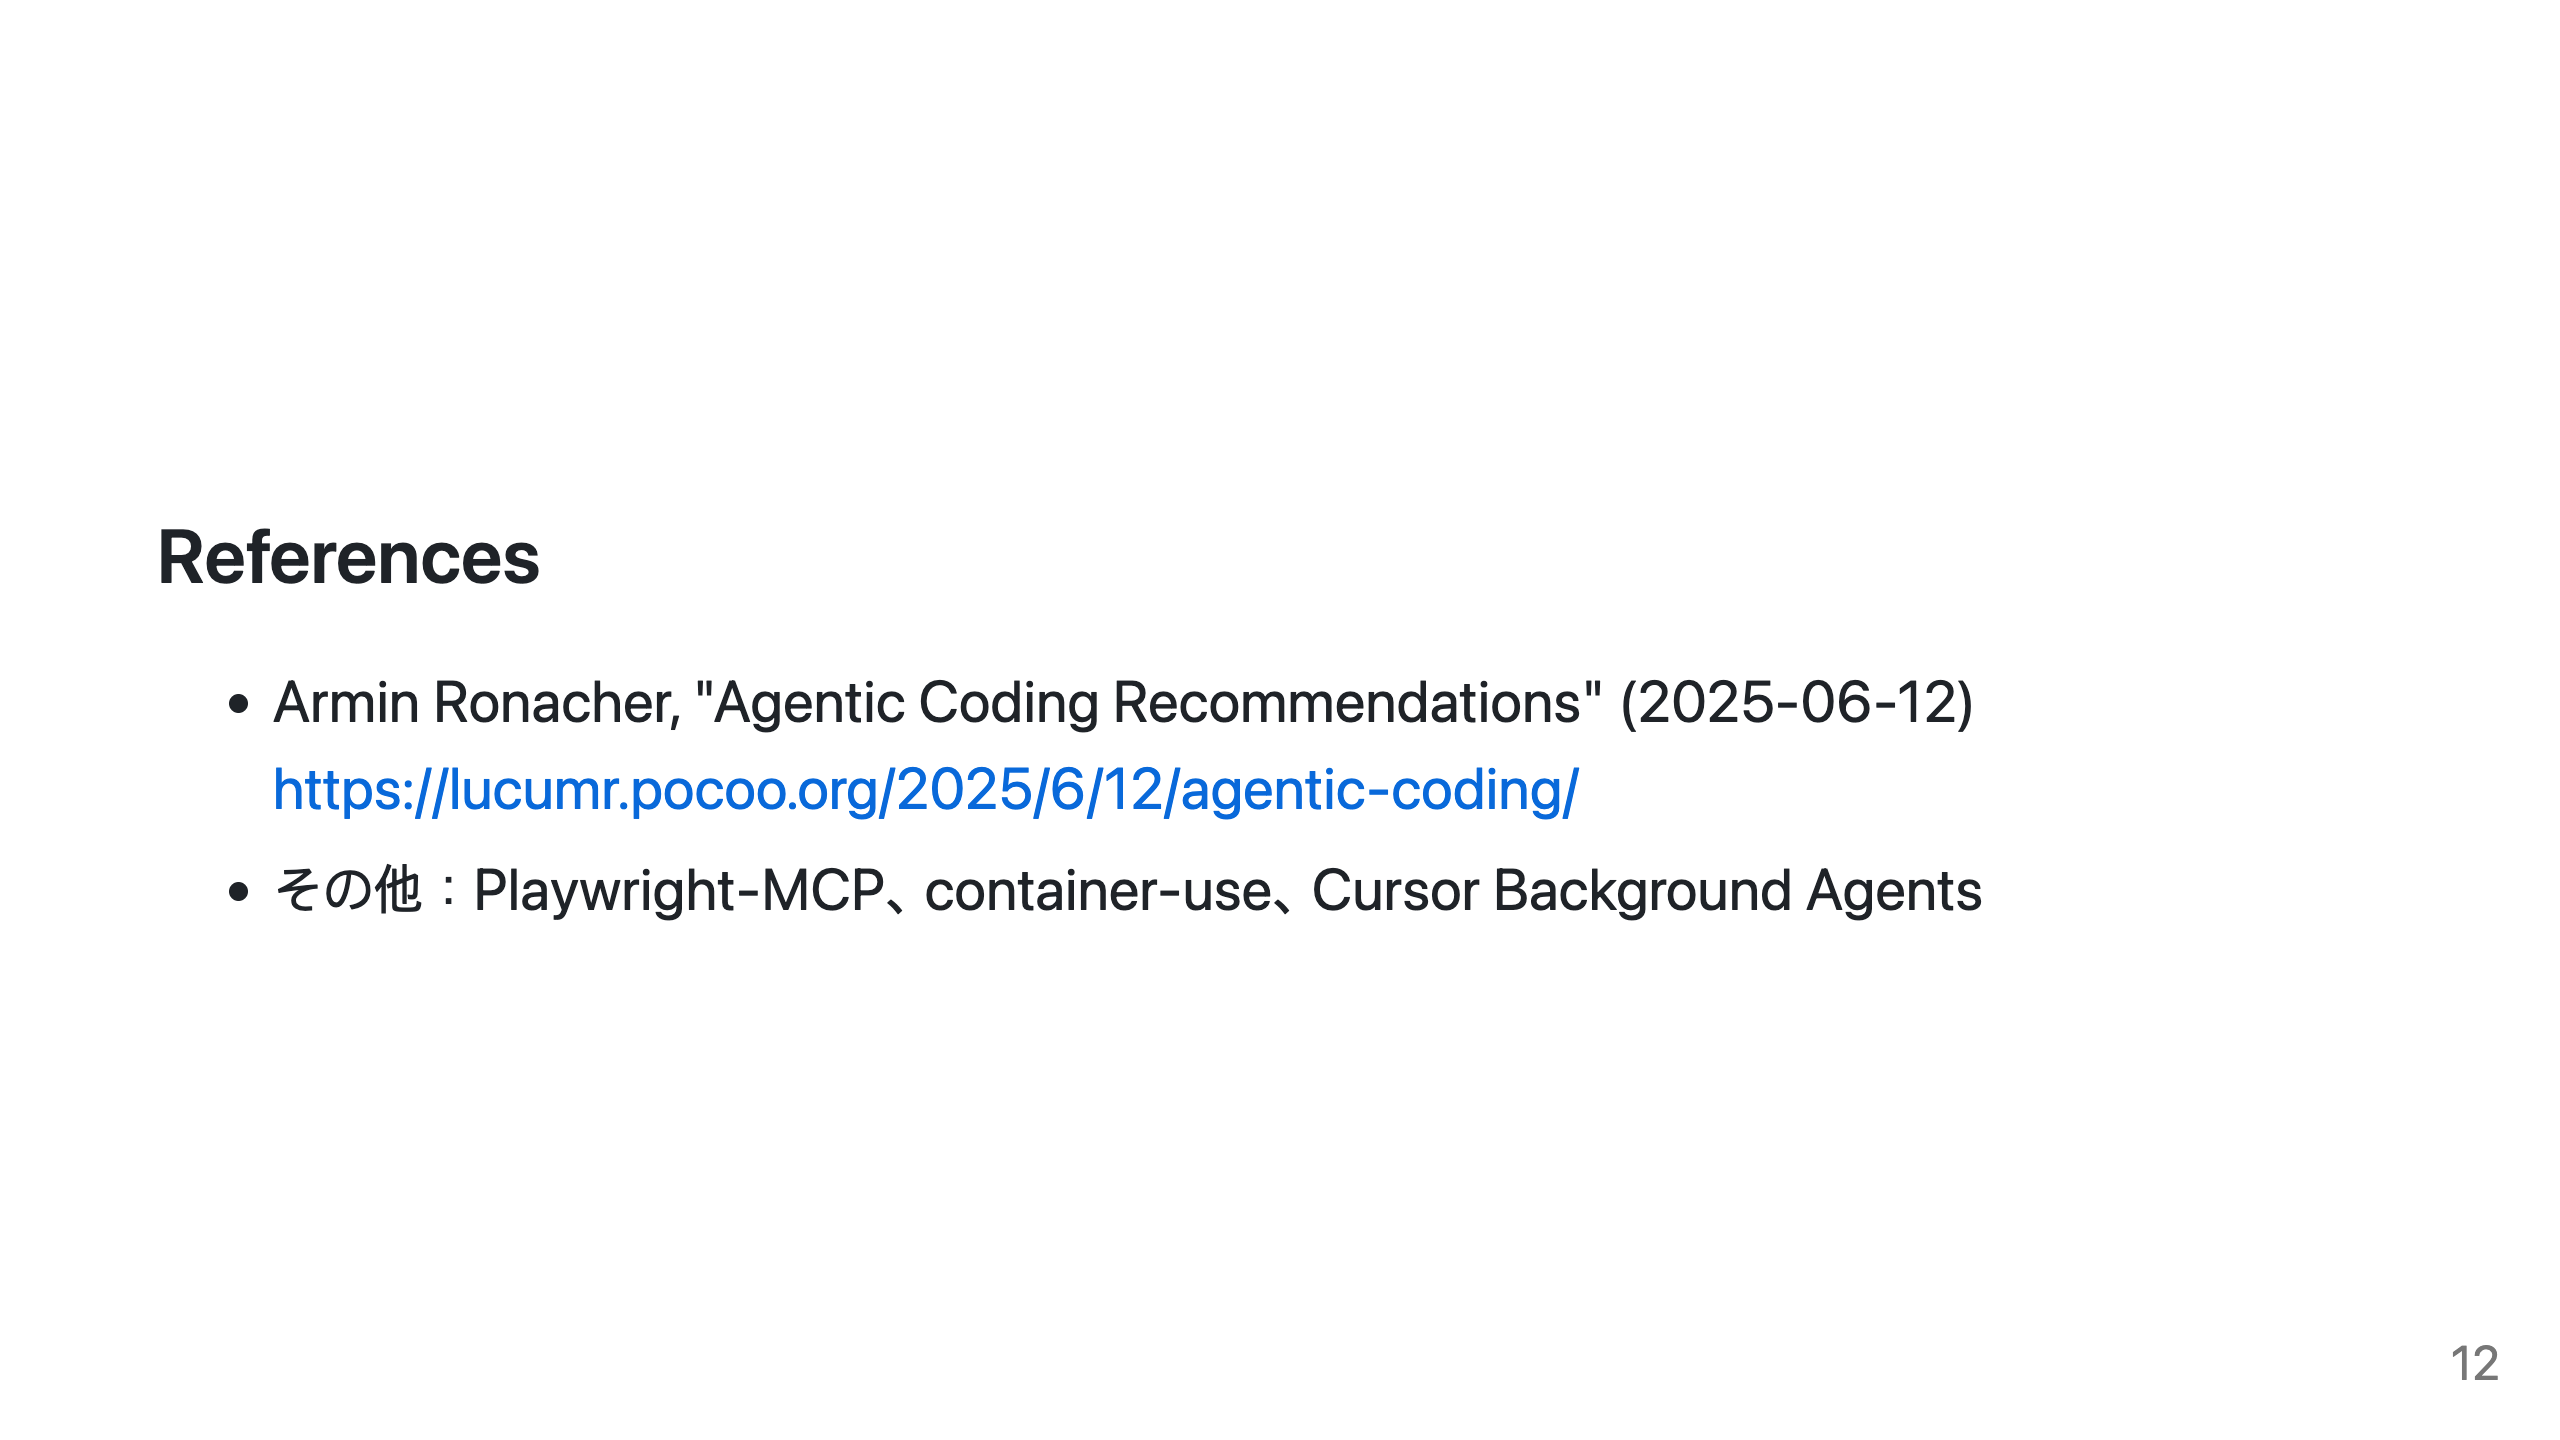 References
Armin Ronacher, "Agentic Coding Recommendations" (2025-06-12)
https://lucumr.pocoo.org/2025/6/12/agentic-coding/
その他：Playwright-MCP、container-use、Cursor Background Agents
12